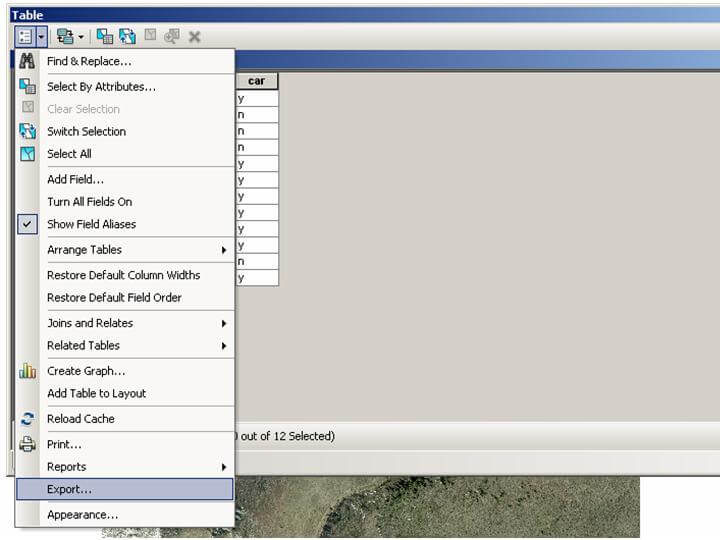 Table
Find & Replace...
Select By Attributes...
Clear Selection
Switch Selection
Select All
Add Field...
Turn All Fields On
Show Field Aliases
Arrange Tables
Restore Default Column Widths
Restore Default Field Order
Joins and Relates
Related Tables
Create Graph...
Add Table to Layout
Reload Cache
Print...
Reports
Export...
Appearance...
car
y
n
n
n
y
y
y
y
y
y
n
y
out of 12 Selected)